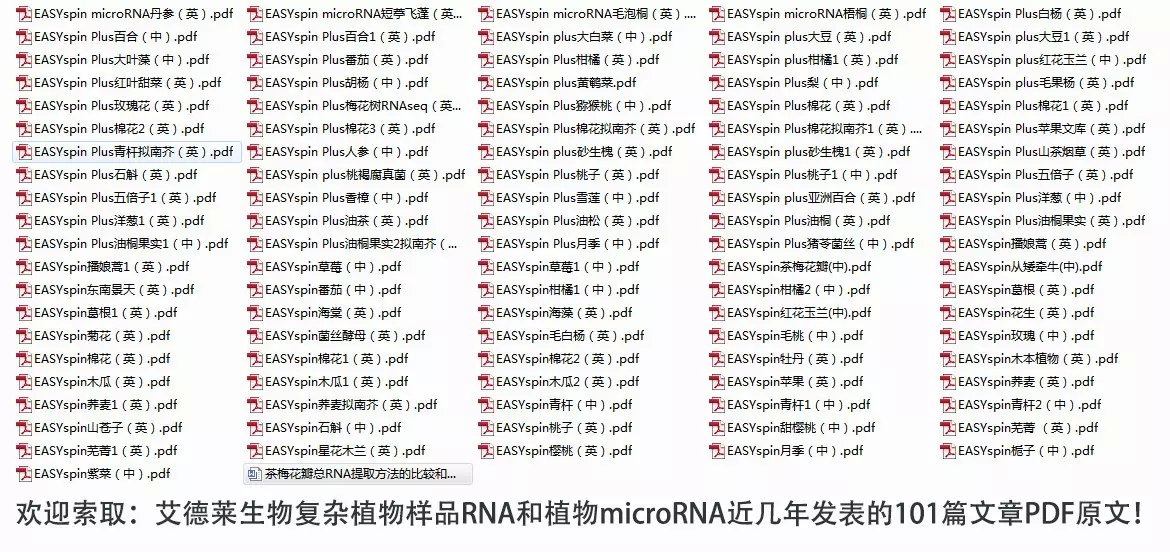 EASYspin microRNA丹参（英）.pdf EASYspin microRNA短葶飞蓬（英... EASYspin microRNA毛泡桐（英）.... EASYspin microRNA梧桐（英）.pdf EASYspin Plus白杨（英）.pdf
EASYspin Plus百合（中）.pdf EASYspin Plus百合1（英）.pdf EASYspin plus大白菜（中）.pdf EASYspin plus大豆（英）.pdf EASYspin plus大豆1（英）.pdf
EASYspin Plus大叶藻（中）.pdf EASYspin Plus番茄（英）.pdf EASYspin Plus柑橘（英）.pdf EASYspin plus柑橘1（英）.pdf EASYspin plus红花玉兰（中）.pdf
EASYspin Plus红叶甜菜（英）.pdf EASYspin Plus胡杨（中）.pdf EASYspin plus黄鹌菜.pdf EASYspin Plus梨（中）.pdf EASYspin plus毛果杨（英）.pdf
EASYspin Plus玫瑰花（英）.pdf EASYspin Plus梅花树RNAseq（英... EASYspin Plus猕猴桃（中）.pdf EASYspin Plus棉花（英）.pdf EASYspin Plus棉花1（英）.pdf
EASYspin Plus棉花2（英）.pdf EASYspin Plus棉花3（英）.pdf EASYspin Plus棉花拟南芥（英）.pdf EASYspin Plus棉花拟南芥1（英）.... EASYspin Plus苹果文库（英）.pdf
EASYspin Plus青杆拟南芥（英）.pdf EASYspin Plus人参（中）.pdf EASYspin plus砂生槐（英）.pdf EASYspin plus砂生槐1（英）.pdf EASYspin Plus山茶烟草（英）.pdf
EASYspin Plus石斛（英）.pdf EASYspin plus桃褐腐真菌（英）.pdf EASYspin Plus桃子（英）.pdf EASYspin Plus桃子1（中）.pdf EASYspin Plus五倍子（英）.pdf
EASYspin Plus五倍子1（英）.pdf EASYspin Plus香樟（中）.pdf EASYspin Plus雪莲（中）.pdf EASYspin plus亚洲百合（英）.pdf EASYspin Plus洋葱（中）.pdf
EASYspin Plus洋葱1（英）.pdf EASYspin Plus油茶（英）.pdf EASYspin Plus油松（英）.pdf EASYspin Plus油桐（英）.pdf EASYspin Plus油桐果实（英）.pdf
EASYspin Plus油桐果实1（中）.pdf EASYspin Plus油桐果实2拟南芥（... EASYspin Plus月季（中）.pdf EASYspin Plus猪苓菌丝（中）.pdf EASYspin播娘蒿（英）.pdf
EASYspin播娘蒿1（英）.pdf EASYspin草莓（中）.pdf EASYspin草莓1（中）.pdf EASYspin茶梅花瓣(中).pdf EASYspin从矮牵牛(中).pdf
EASYspin东南景天（英）.pdf EASYspin番茄（中）.pdf EASYspin柑橘1（中）.pdf EASYspin柑橘2（中）.pdf EASYspin葛根（英）.pdf
EASYspin葛根1（英）.pdf EASYspin海棠（英）.pdf EASYspin海藻（英）.pdf EASYspin红花玉兰(中).pdf EASYspin花生（英）.pdf
EASYspin菊花（英）.pdf EASYspin菌丝酵母（英）.pdf EASYspin毛白杨（英）.pdf EASYspin毛桃（中）.pdf EASYspin玫瑰（中）.pdf
EASYspin棉花（英）.pdf EASYspin棉花1（英）.pdf EASYspin棉花2（英）.pdf EASYspin牡丹（英）.pdf EASYspin木本植物（英）.pdf
EASYspin木瓜（英）.pdf EASYspin木瓜1（英）.pdf EASYspin木瓜2（英）.pdf EASYspin苹果（英）.pdf EASYspin荞麦（英）.pdf
EASYspin荞麦1（英）.pdf EASYspin荞麦拟南芥（英）.pdf EASYspin青杆（中）.pdf EASYspin青杆1（中）.pdf EASYspin青杆2（中）.pdf
EASYspin山苍子（英）.pdf EASYspin石斛（中）.pdf EASYspin桃子（英）.pdf EASYspin甜樱桃（中）.pdf EASYspin芜菁 （英）.pdf
EASYspin芜菁1（英）.pdf EASYspin星花木兰（英）.pdf EASYspin樱桃（英）.pdf EASYspin月季（中）.pdf EASYspin栀子（中）.pdf
EASYspin紫菜（中）.pdf 茶梅花瓣总RNA提取方法的比较和...
欢迎索取：艾德莱生物复杂植物样品RNA和植物microRNA近几年发表的101篇文章PDF原文！